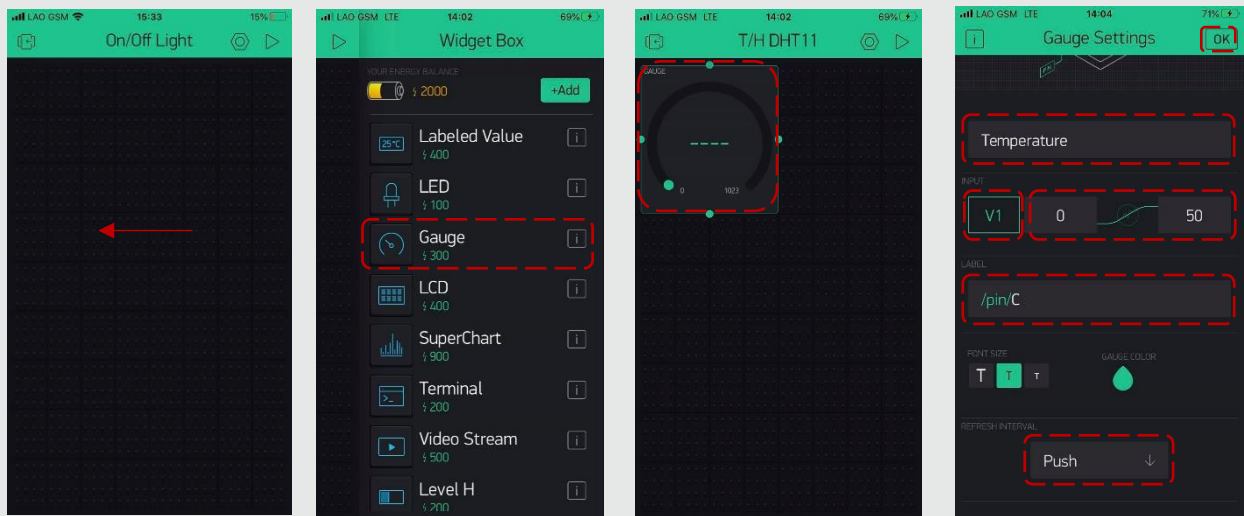 LAO GSM 15:33 15%
On/Off Light
LAO GSM LTE 14:02 69%
Widget Box
YOUR ENERGY BALANCE
2000 +Add
Labeled Value
25°C
400
LED
100
Gauge
300
LCD
400
SuperChart
900
Terminal
200
Video Stream
500
Level H
200
LAO GSM LTE 14:02 69%
T/H DHT11
GAUGE
----
0 1023
LAO GSM LTE 14:04 71%
Gauge Settings OK
PIN
Temperature
INPUT
V1 0 50
LABEL
/pin/C
FONT SIZE GAUGE COLOR
T T T
REFRESH INTERVAL
Push